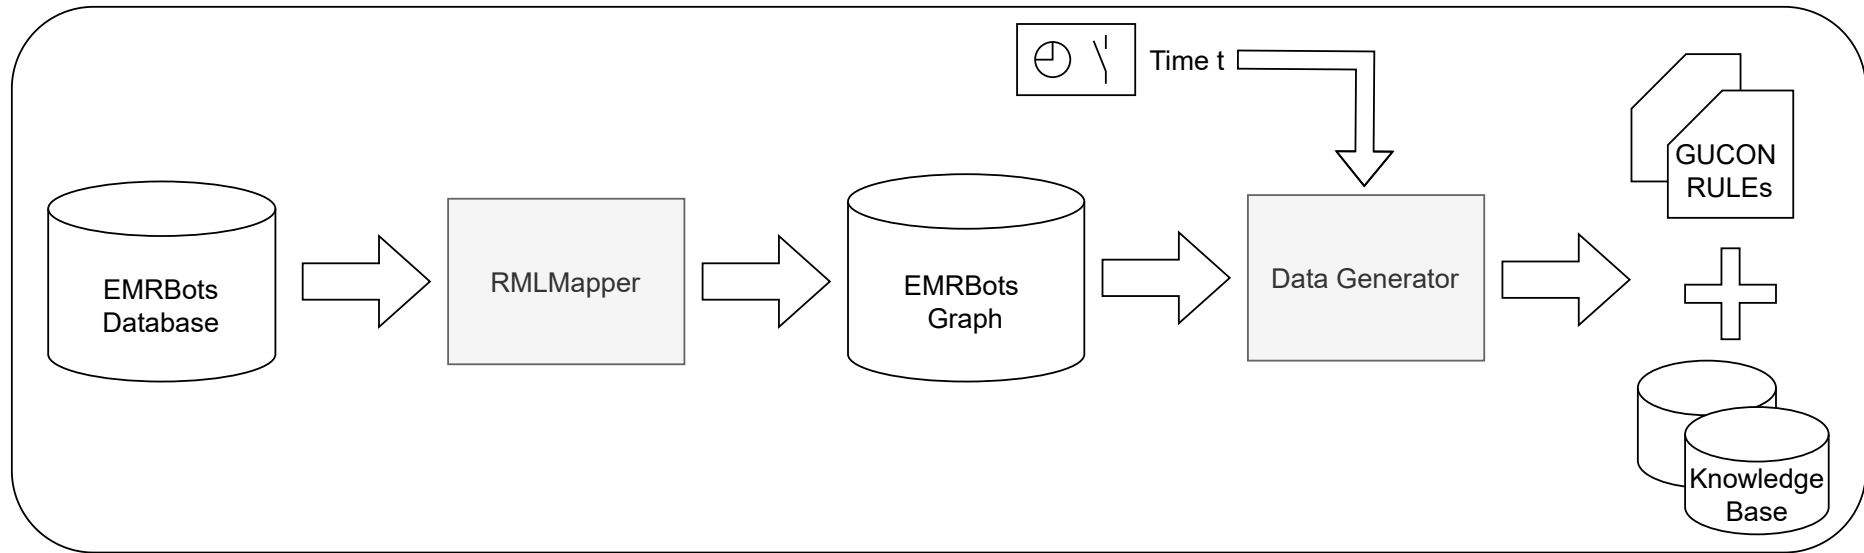 Time t
GUCON
RULEs
EMRBots
Database
RMLMapper
EMRBots
Graph
Data Generator
Knowledge
Base